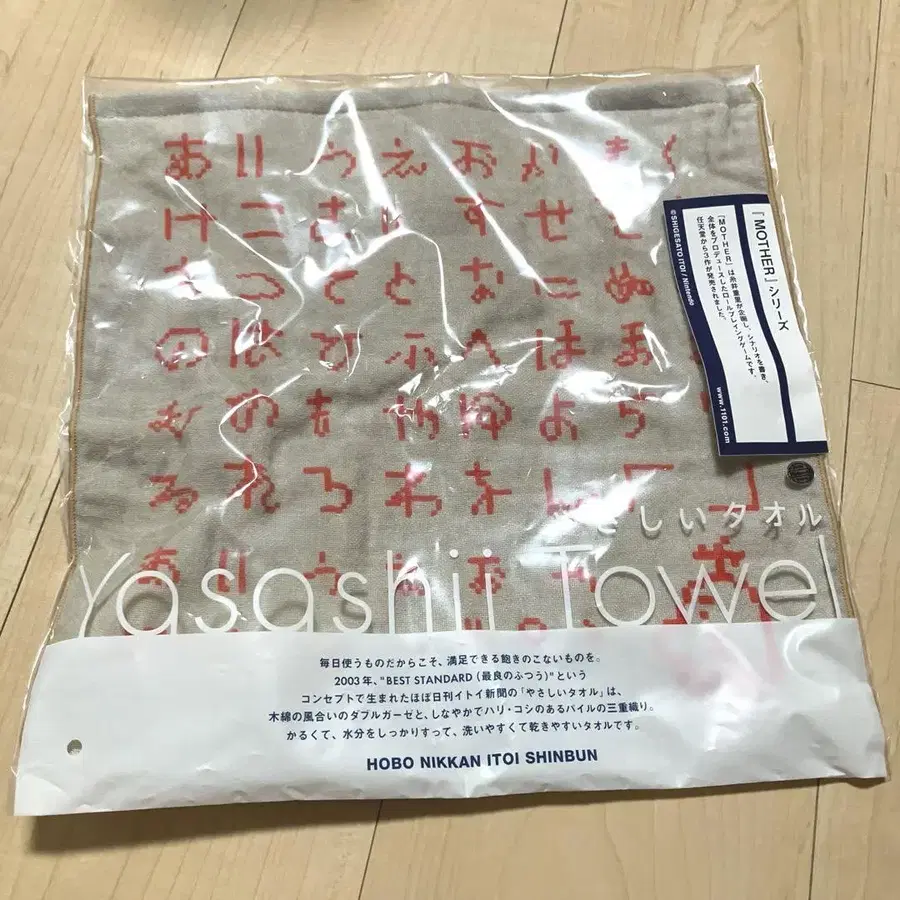 あいうえおかきく
けこさしすせそ
ちつてとなにぬ
のはひふへほま
むめもやゆよら
るれろわをん
ぁぃぅぇぉっ
『MOTHER』シリーズ
『MOTHER』は糸井重里が企画し、シナリオを書き、
全体をプロデュースしたロールプレイングゲームです。
任天堂から3作が発売されました。
©SHIGESATO ITOI / Nintendo
www.1101.com
やさしいタオル
Yasashii Towel
毎日使うものだからこそ、満足できる飽きのこないものを。
2003年、"BEST STANDARD（最良のふつう）"という
コンセプトで生まれたほぼ日刊イトイ新聞の「やさしいタオル」は、
木綿の風合いのダブルガーゼと、しなやかでハリ・コシのあるパイルの三重織り。
かるくて、水分をしっかりすって、洗いやすくて乾きやすいタオルです。
HOBO NIKKAN ITOI SHINBUN